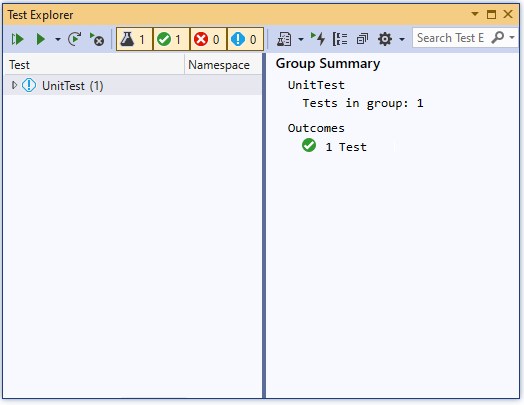 Test Explorer
1 1 0 0 Search Test E
Test Namespace
UnitTest (1)
Group Summary
UnitTest
Tests in group: 1
Outcomes
1 Test